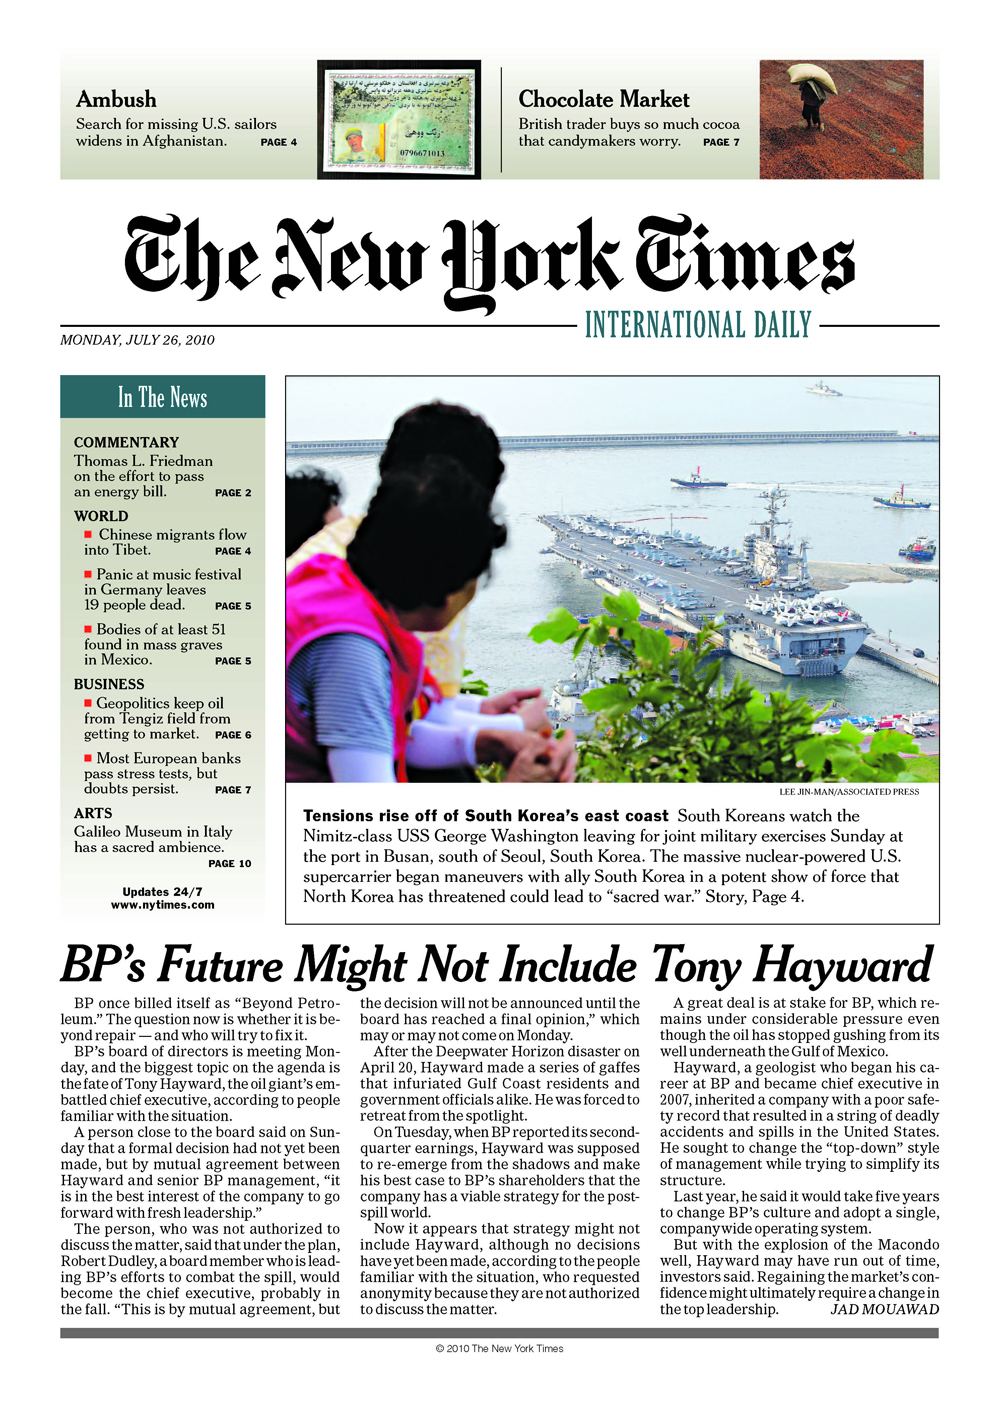 Ambush
Search for missing U.S. sailors
widens in Afghanistan. PAGE 4
0796671013
Chocolate Market
British trader buys so much cocoa
that candymakers worry. PAGE 7
The New York Times
INTERNATIONAL DAILY
MONDAY, JULY 26, 2010
In The News
COMMENTARY
Thomas L. Friedman
on the effort to pass
an energy bill. PAGE 2
WORLD
■ Chinese migrants flow
into Tibet. PAGE 4
■ Panic at music festival
in Germany leaves
19 people dead. PAGE 5
■ Bodies of at least 51
found in mass graves
in Mexico. PAGE 5
BUSINESS
■ Geopolitics keep oil
from Tengiz field from
getting to market. PAGE 6
■ Most European banks
pass stress tests, but
doubts persist. PAGE 7
ARTS
Galileo Museum in Italy
has a sacred ambience.
PAGE 10
Updates 24/7
www.nytimes.com
LEE JIN-MAN/ASSOCIATED PRESS
Tensions rise off of South Korea's east coast South Koreans watch the
Nimitz-class USS George Washington leaving for joint military exercises Sunday at
the port in Busan, south of Seoul, South Korea. The massive nuclear-powered U.S.
supercarrier began maneuvers with ally South Korea in a potent show of force that
North Korea has threatened could lead to “sacred war.” Story, Page 4.
BP's Future Might Not Include Tony Hayward
BP once billed itself as “Beyond Petro-
leum.” The question now is whether it is be-
yond repair — and who will try to fix it.
BP's board of directors is meeting Mon-
day, and the biggest topic on the agenda is
the fate of Tony Hayward, the oil giant's em-
battled chief executive, according to people
familiar with the situation.
A person close to the board said on Sun-
day that a formal decision had not yet been
made, but by mutual agreement between
Hayward and senior BP management, “it
is in the best interest of the company to go
forward with fresh leadership.”
The person, who was not authorized to
discuss the matter, said that under the plan,
Robert Dudley, a board member who is lead-
ing BP's efforts to combat the spill, would
become the chief executive, probably in
the fall. “This is by mutual agreement, but
the decision will not be announced until the
board has reached a final opinion,” which
may or may not come on Monday.
After the Deepwater Horizon disaster on
April 20, Hayward made a series of gaffes
that infuriated Gulf Coast residents and
government officials alike. He was forced to
retreat from the spotlight.
On Tuesday, when BP reported its second-
quarter earnings, Hayward was supposed
to re-emerge from the shadows and make
his best case to BP's shareholders that the
company has a viable strategy for the post-
spill world.
Now it appears that strategy might not
include Hayward, although no decisions
have yet been made, according to the people
familiar with the situation, who requested
anonymity because they are not authorized
to discuss the matter.
A great deal is at stake for BP, which re-
mains under considerable pressure even
though the oil has stopped gushing from its
well underneath the Gulf of Mexico.
Hayward, a geologist who began his ca-
reer at BP and became chief executive in
2007, inherited a company with a poor safe-
ty record that resulted in a string of deadly
accidents and spills in the United States.
He sought to change the “top-down” style
of management while trying to simplify its
structure.
Last year, he said it would take five years
to change BP's culture and adopt a single,
companywide operating system.
But with the explosion of the Macondo
well, Hayward may have run out of time,
investors said. Regaining the market's con-
fidence might ultimately require a change in
the top leadership. JAD MOUAWAD
© 2010 The New York Times